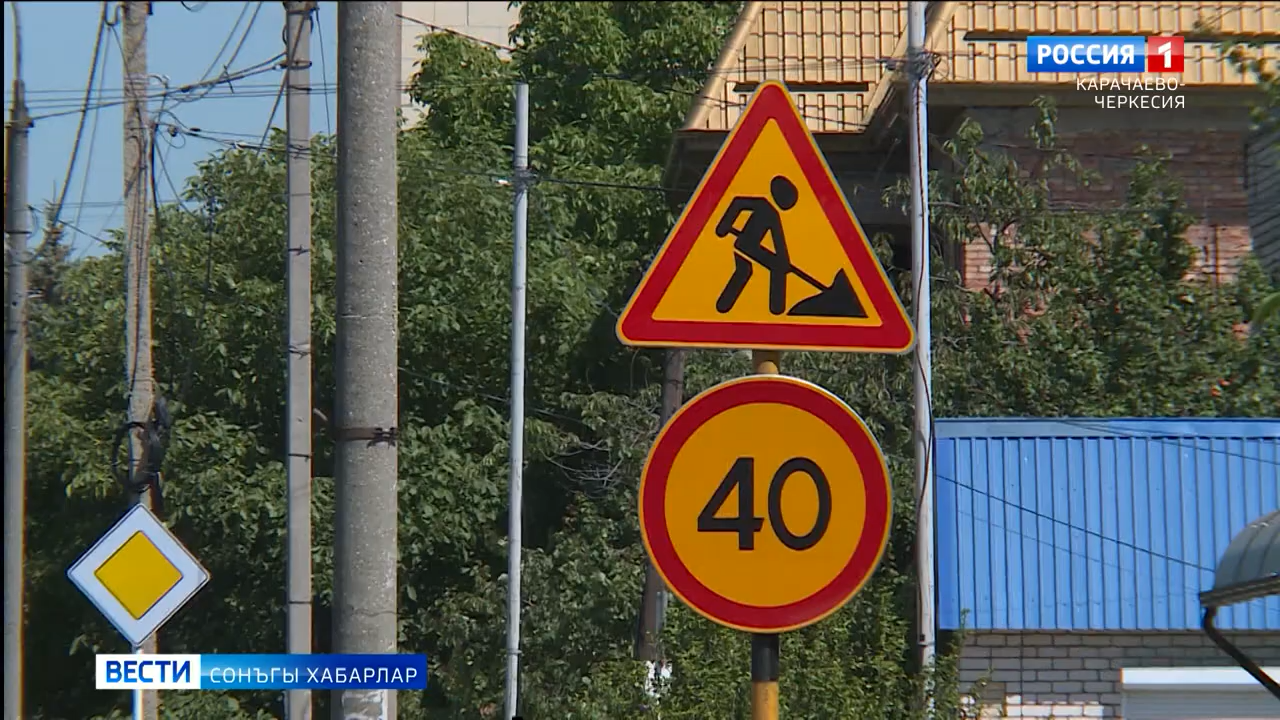 РОССИЯ 1
КАРАЧАЕВО-
ЧЕРКЕСИЯ
40
ВЕСТИ СОНЪГЫ ХАБАРЛАР